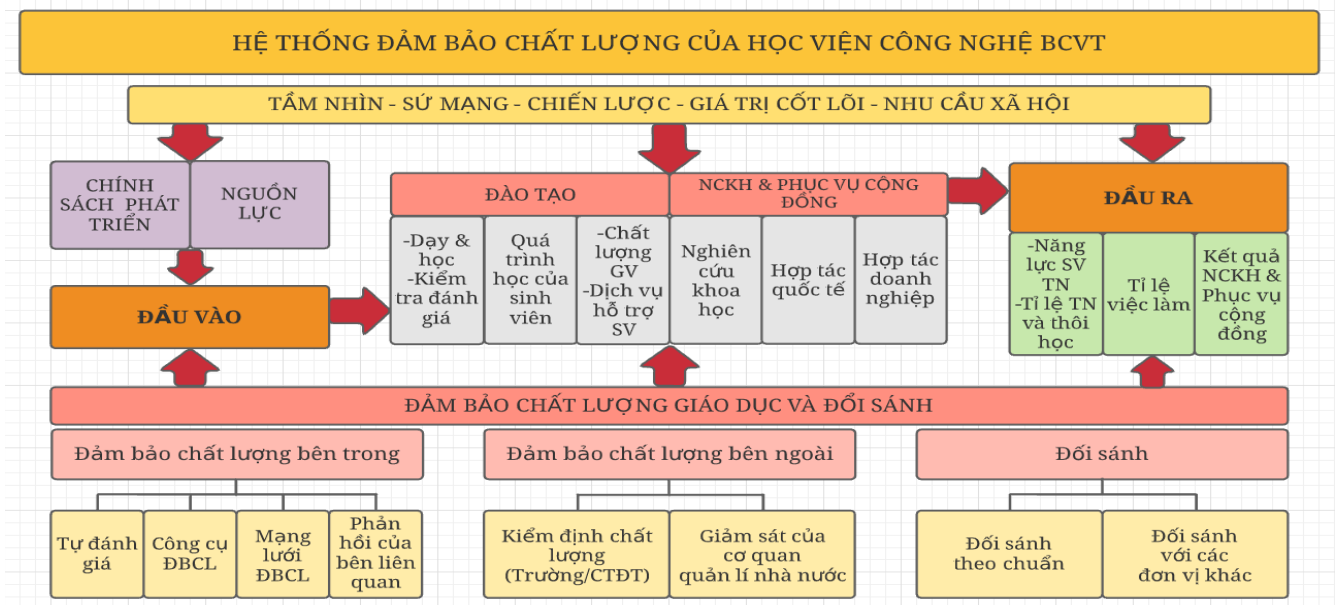 HỆ THỐNG ĐẢM BẢO CHẤT LƯỢNG CỦA HỌC VIỆN CÔNG NGHỆ BCVT
TẦM NHÌN - SỨ MẠNG - CHIẾN LƯỢC - GIÁ TRỊ CỐT LÕI - NHU CẦU XÃ HỘI
CHÍNH
SÁCH PHÁT
TRIỂN
NGUỒN
LỰC
ĐẦU VÀO
ĐÀO TẠO
NCKH & PHỤC VỤ CỘNG
ĐỒNG
-Dạy &
học
-Kiểm
tra đánh
giá
Quá
trình
học của
sinh
viên
-Chất
lượng
GV
-Dịch vụ
hỗ trợ
SV
Nghiên
cứu
khoa
học
Hợp tác
quốc tế
Hợp tác
doanh
nghiệp
ĐẦU RA
-Năng
lực SV
TN
-Tỉ lệ TN
và thôi
học
Tỉ lệ
việc làm
Kết quả
NCKH &
Phục vụ
cộng
đồng
ĐẢM BẢO CHẤT LƯỢNG GIÁO DỤC VÀ ĐỔI SÁNH
Đảm bảo chất lượng bên trong
Tự đánh
giá
Công cụ
ĐBCL
Mạng
lưới
ĐBCL
Phản
hồi của
bên liên
quan
Đảm bảo chất lượng bên ngoài
Kiểm định chất
lượng
(Trường/CTĐT)
Giảm sát của
cơ quan
quản lí nhà nước
Đối sánh
Đối sánh
theo chuẩn
Đối sánh
với các
đơn vị khác